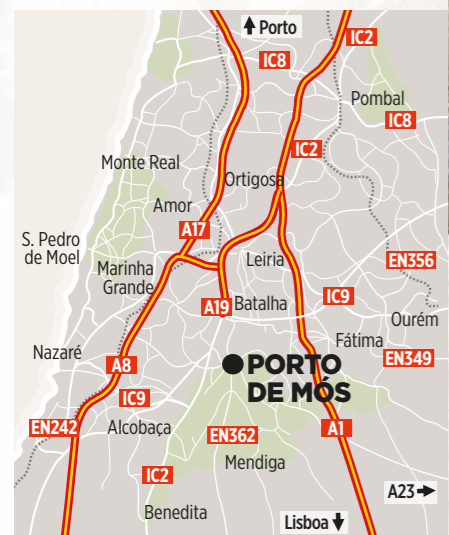 ↑ Porto
IC2
IC8
Pombal
IC8
IC2
Monte Real
Ortigosa
Amor
A17
S. Pedro
de Moel
Leiria
EN356
Marinha
Grande
IC9
A19
Batalha
Ourém
Fátima
Nazaré
EN349
A8
PORTO
DE MÓS
IC9
EN242
Alcobaça
EN362
A1
Mendiga
IC2
A23 →
Benedita
Lisboa ↓